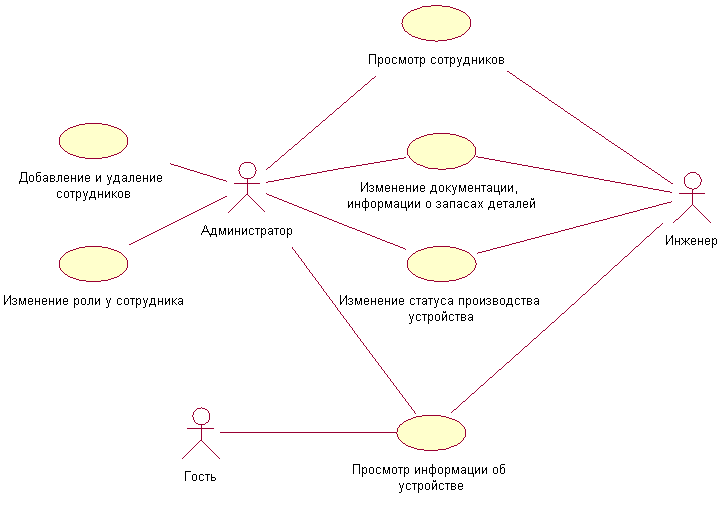 Просмотр сотрудников
Добавление и удаление
сотрудников
Изменение документации,
информации о запасах деталей
Администратор
Инженер
Изменение роли у сотрудника
Изменение статуса производства
устройства
Гость
Просмотр информации об
устройстве